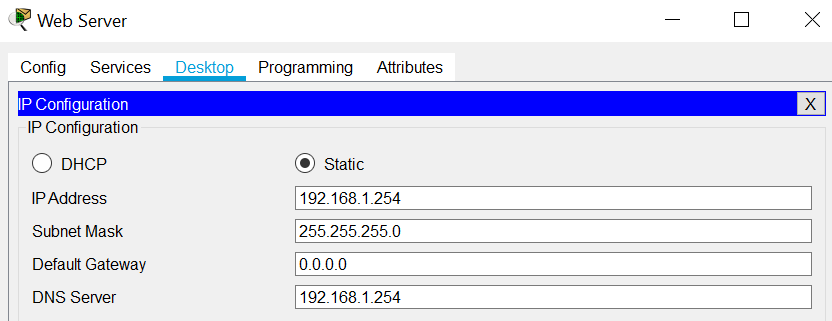 Web Server
Config Services Desktop Programming Attributes
IP Configuration X
IP Configuration
DHCP Static
IP Address 192.168.1.254
Subnet Mask 255.255.255.0
Default Gateway 0.0.0.0
DNS Server 192.168.1.254